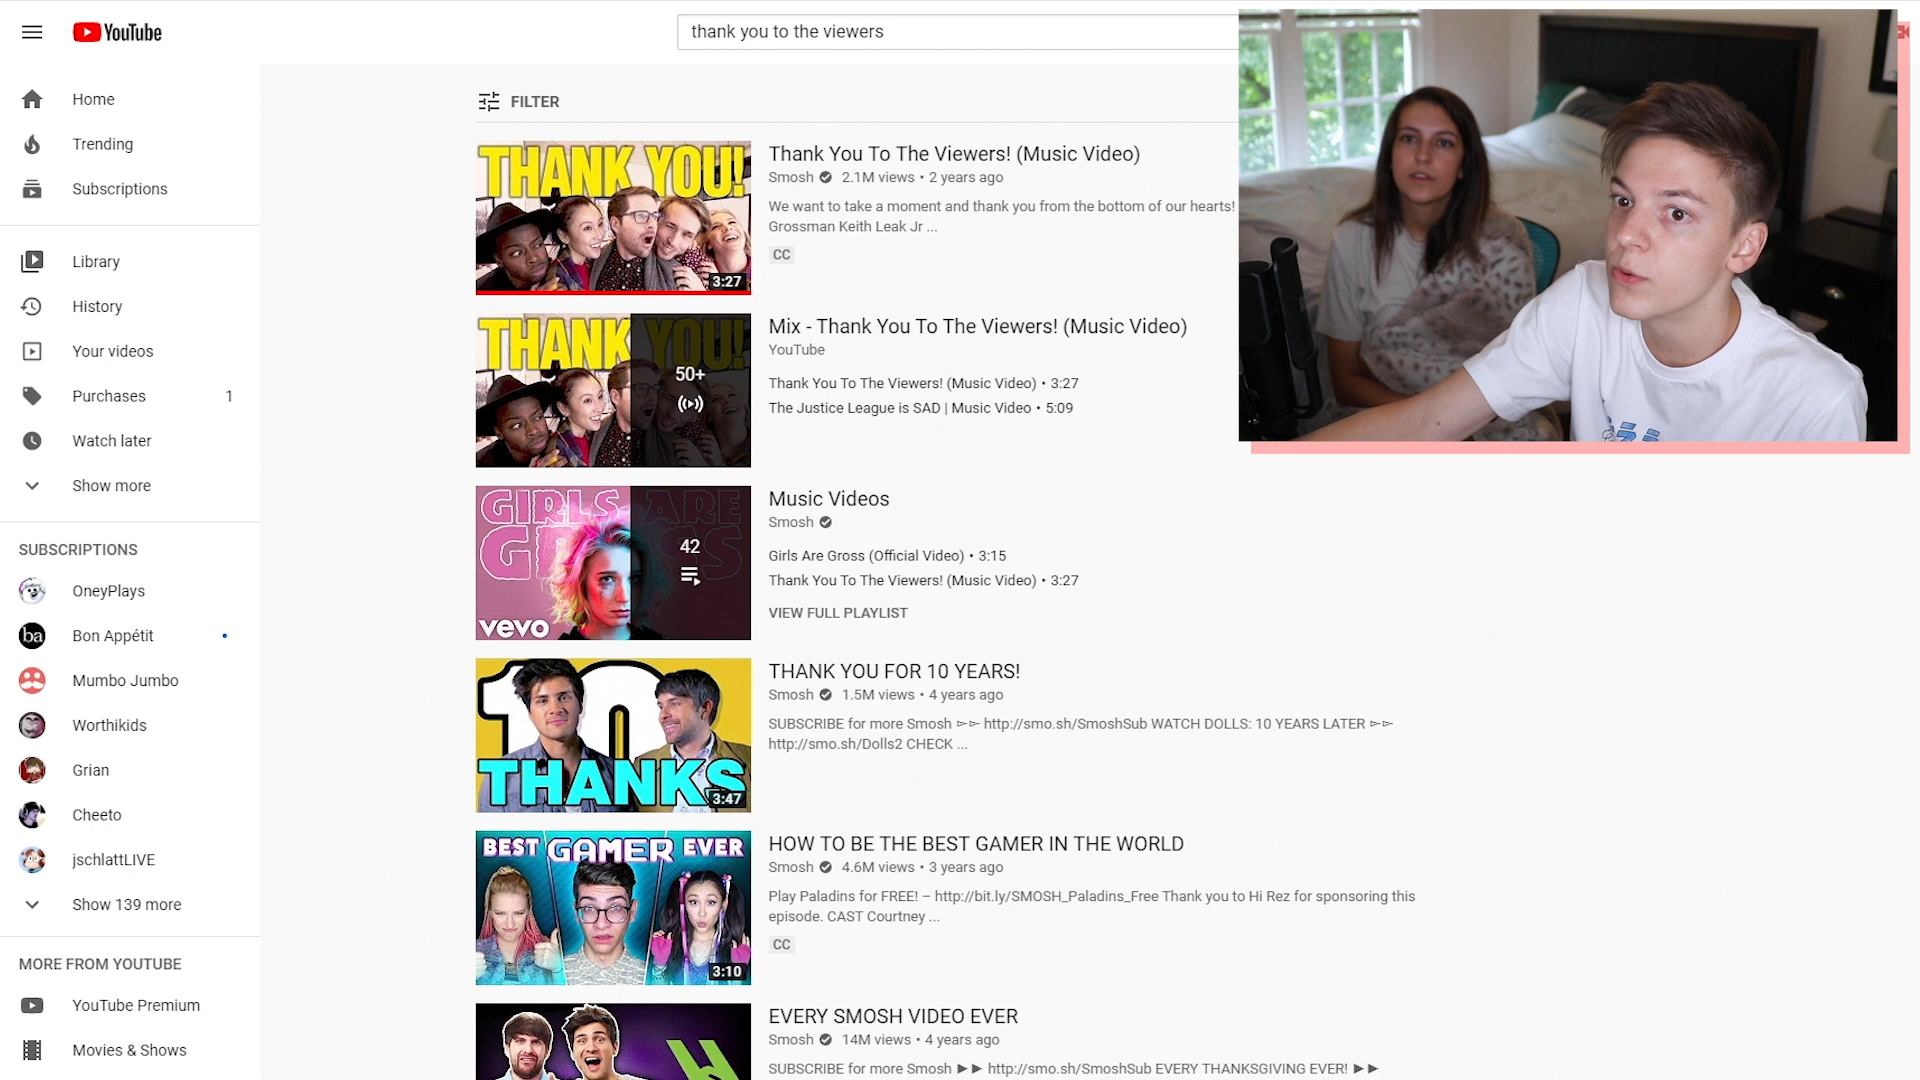 YouTube
thank you to the viewers
Home
Trending
Subscriptions
Library
History
Your videos
Purchases 1
Watch later
Show more
SUBSCRIPTIONS
OneyPlays
ba Bon Appétit
Mumbo Jumbo
Worthikids
Grian
Cheeto
jschlattLIVE
Show 139 more
MORE FROM YOUTUBE
YouTube Premium
Movies & Shows
FILTER
THANK YOU!
3:27
Thank You To The Viewers! (Music Video)
Smosh 2.1M views • 2 years ago
We want to take a moment and thank you from the bottom of our hearts!
Grossman Keith Leak Jr ...
CC
THANK YOU!
50+
Mix - Thank You To The Viewers! (Music Video)
YouTube
Thank You To The Viewers! (Music Video) • 3:27
The Justice League is SAD | Music Video • 5:09
GIRLS ARE
GROSS
42
vevo
Music Videos
Smosh
Girls Are Gross (Official Video) • 3:15
Thank You To The Viewers! (Music Video) • 3:27
VIEW FULL PLAYLIST
10
THANKS
3:47
THANK YOU FOR 10 YEARS!
Smosh 1.5M views • 4 years ago
SUBSCRIBE for more Smosh ►► http://smo.sh/SmoshSub WATCH DOLLS: 10 YEARS LATER ►►
http://smo.sh/Dolls2 CHECK ...
BEST GAMER EVER
3:10
HOW TO BE THE BEST GAMER IN THE WORLD
Smosh 4.6M views • 3 years ago
Play Paladins for FREE! – http://bit.ly/SMOSH_Paladins_Free Thank you to Hi Rez for sponsoring this
episode. CAST Courtney ...
CC
EVERY SMOSH VIDEO EVER
Smosh 14M views • 4 years ago
SUBSCRIBE for more Smosh ►► http://smo.sh/SmoshSub EVERY THANKSGIVING EVER! ►►